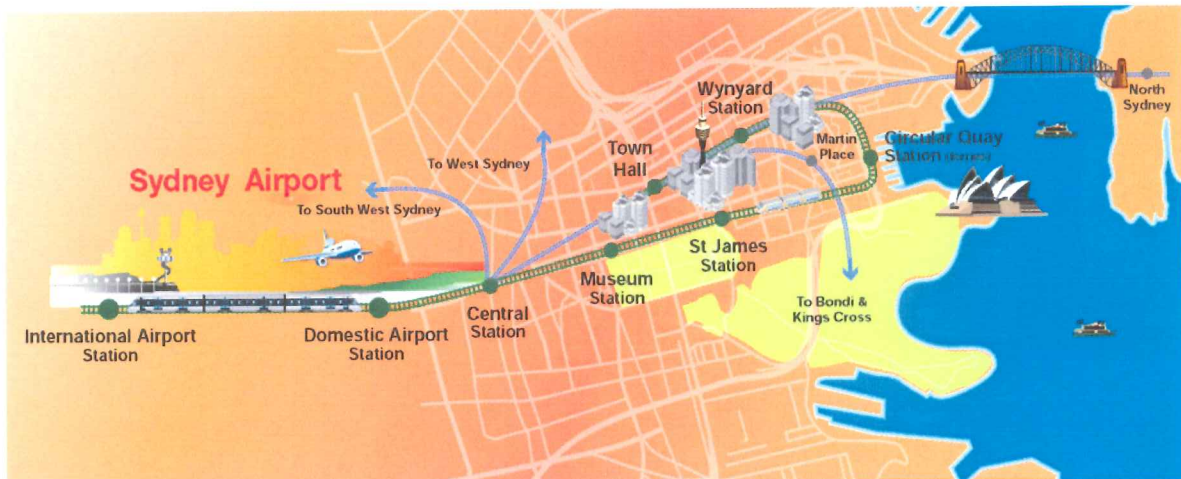 Sydney Airport
International Airport
Station
Domestic Airport
Station
Central
Station
To South West Sydney
To West Sydney
Museum
Station
Town
Hall
St James
Station
Wynyard
Station
Martin
Place
Circular Quay
Station
To Bondi &
Kings Cross
North
Sydney